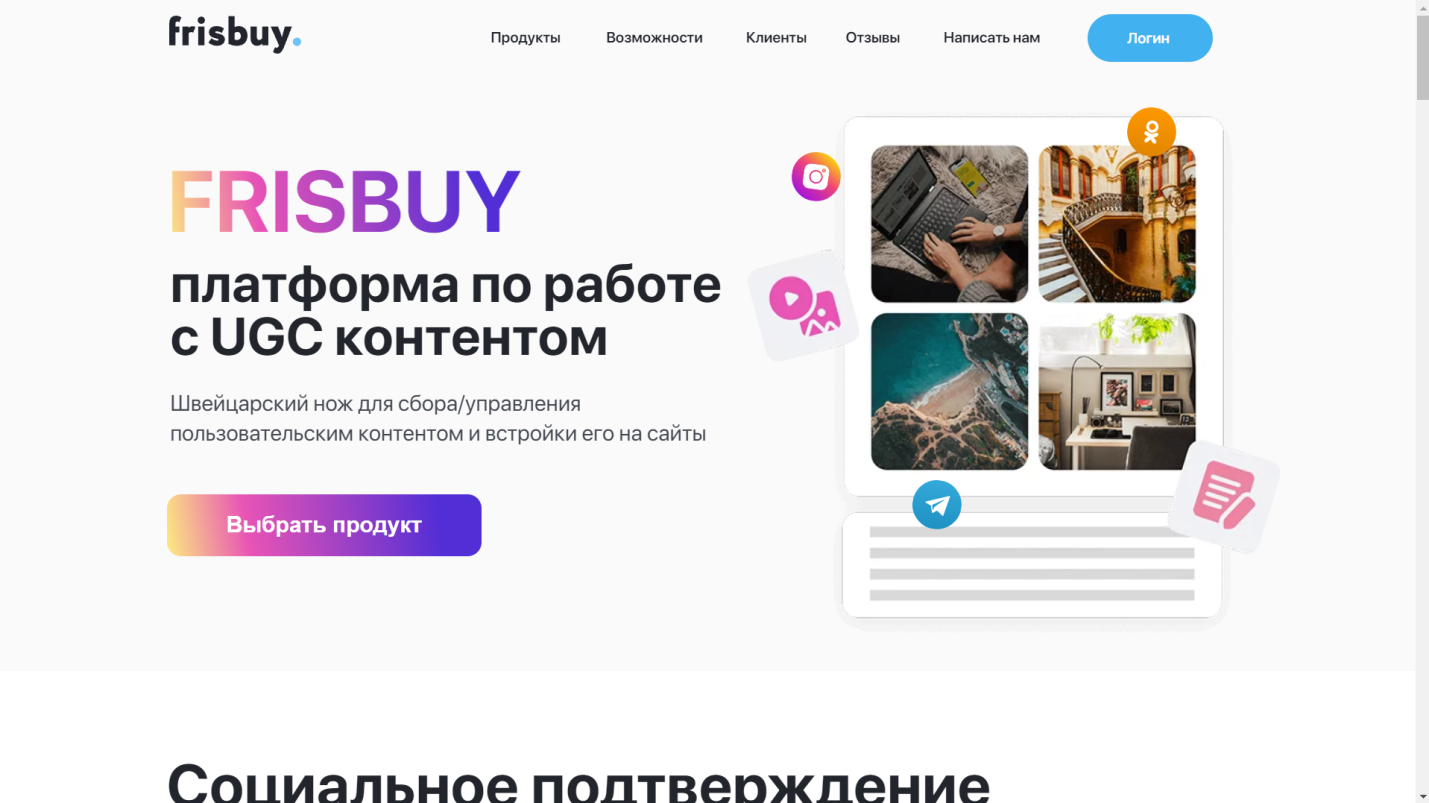 frisbuy.
Продукты
Возможности
Клиенты
Отзывы
Написать нам
Логин
FRISBUY
платформа по работе
с UGC контентом
Швейцарский нож для сбора/управления
пользовательским контентом и встройки его на сайты
Выбрать продукт
Социальное подтверждение